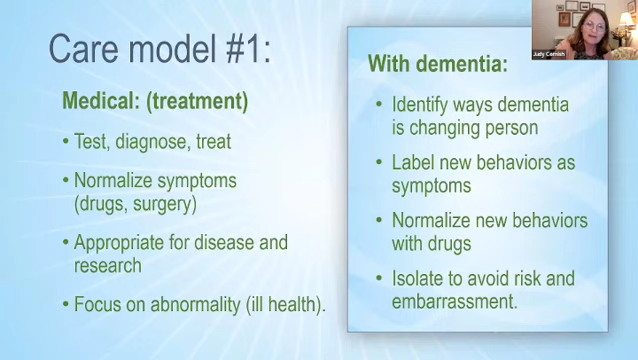 Care model #1:
Medical: (treatment)
• Test, diagnose, treat
• Normalize symptoms
(drugs, surgery)
• Appropriate for disease and
research
• Focus on abnormality (ill health).
With dementia:
• Identify ways dementia
is changing person
• Label new behaviors as
symptoms
• Normalize new behaviors
with drugs
• Isolate to avoid risk and
embarrassment.
Judy Cornish